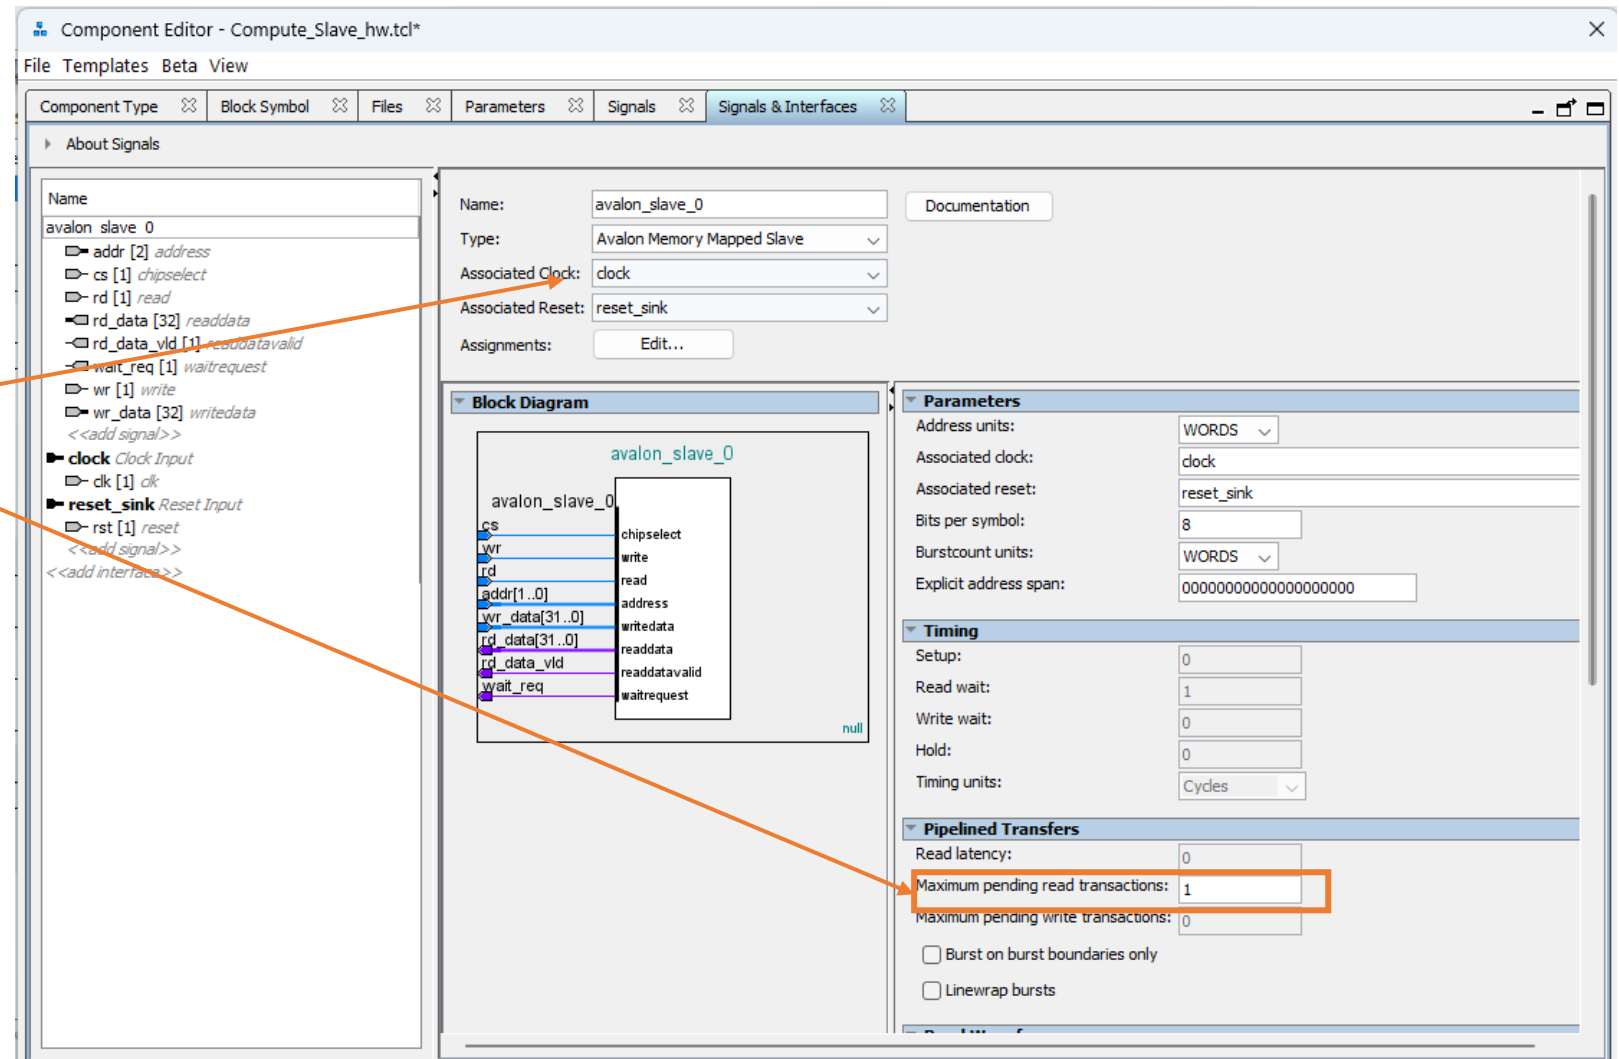 Component Editor - Compute_Slave_hw.tcl*
File Templates Beta View
Component Type Block Symbol Files Parameters Signals Signals & Interfaces
About Signals
Name
avalon_slave_0
addr [2] address
cs [1] chipselect
rd [1] read
rd_data [32] readdata
rd_data_vld [1] readdatavalid
wait_req [1] waitrequest
wr [1] write
wr_data [32] writedata
<<add signal>>
clock Clock Input
clk [1] clk
reset_sink Reset Input
rst [1] reset
<<add signal>>
<<add interface>>
Name: avalon_slave_0 Documentation
Type: Avalon Memory Mapped Slave
Associated Clock: clock
Associated Reset: reset_sink
Assignments: Edit...
Block Diagram
avalon_slave_0
avalon_slave_0
cs chipselect
wr write
rd read
addr[1..0] address
wr_data[31..0] writedata
rd_data[31..0] readdata
rd_data_vld readdatavalid
wait_req waitrequest
null
Parameters
Address units: WORDS
Associated clock: clock
Associated reset: reset_sink
Bits per symbol: 8
Burstcount units: WORDS
Explicit address span: 00000000000000000000
Timing
Setup: 0
Read wait: 1
Write wait: 0
Hold: 0
Timing units: Cycles
Pipelined Transfers
Read latency: 0
Maximum pending read transactions: 1
Maximum pending write transactions: 0
Burst on burst boundaries only
Linewrap bursts